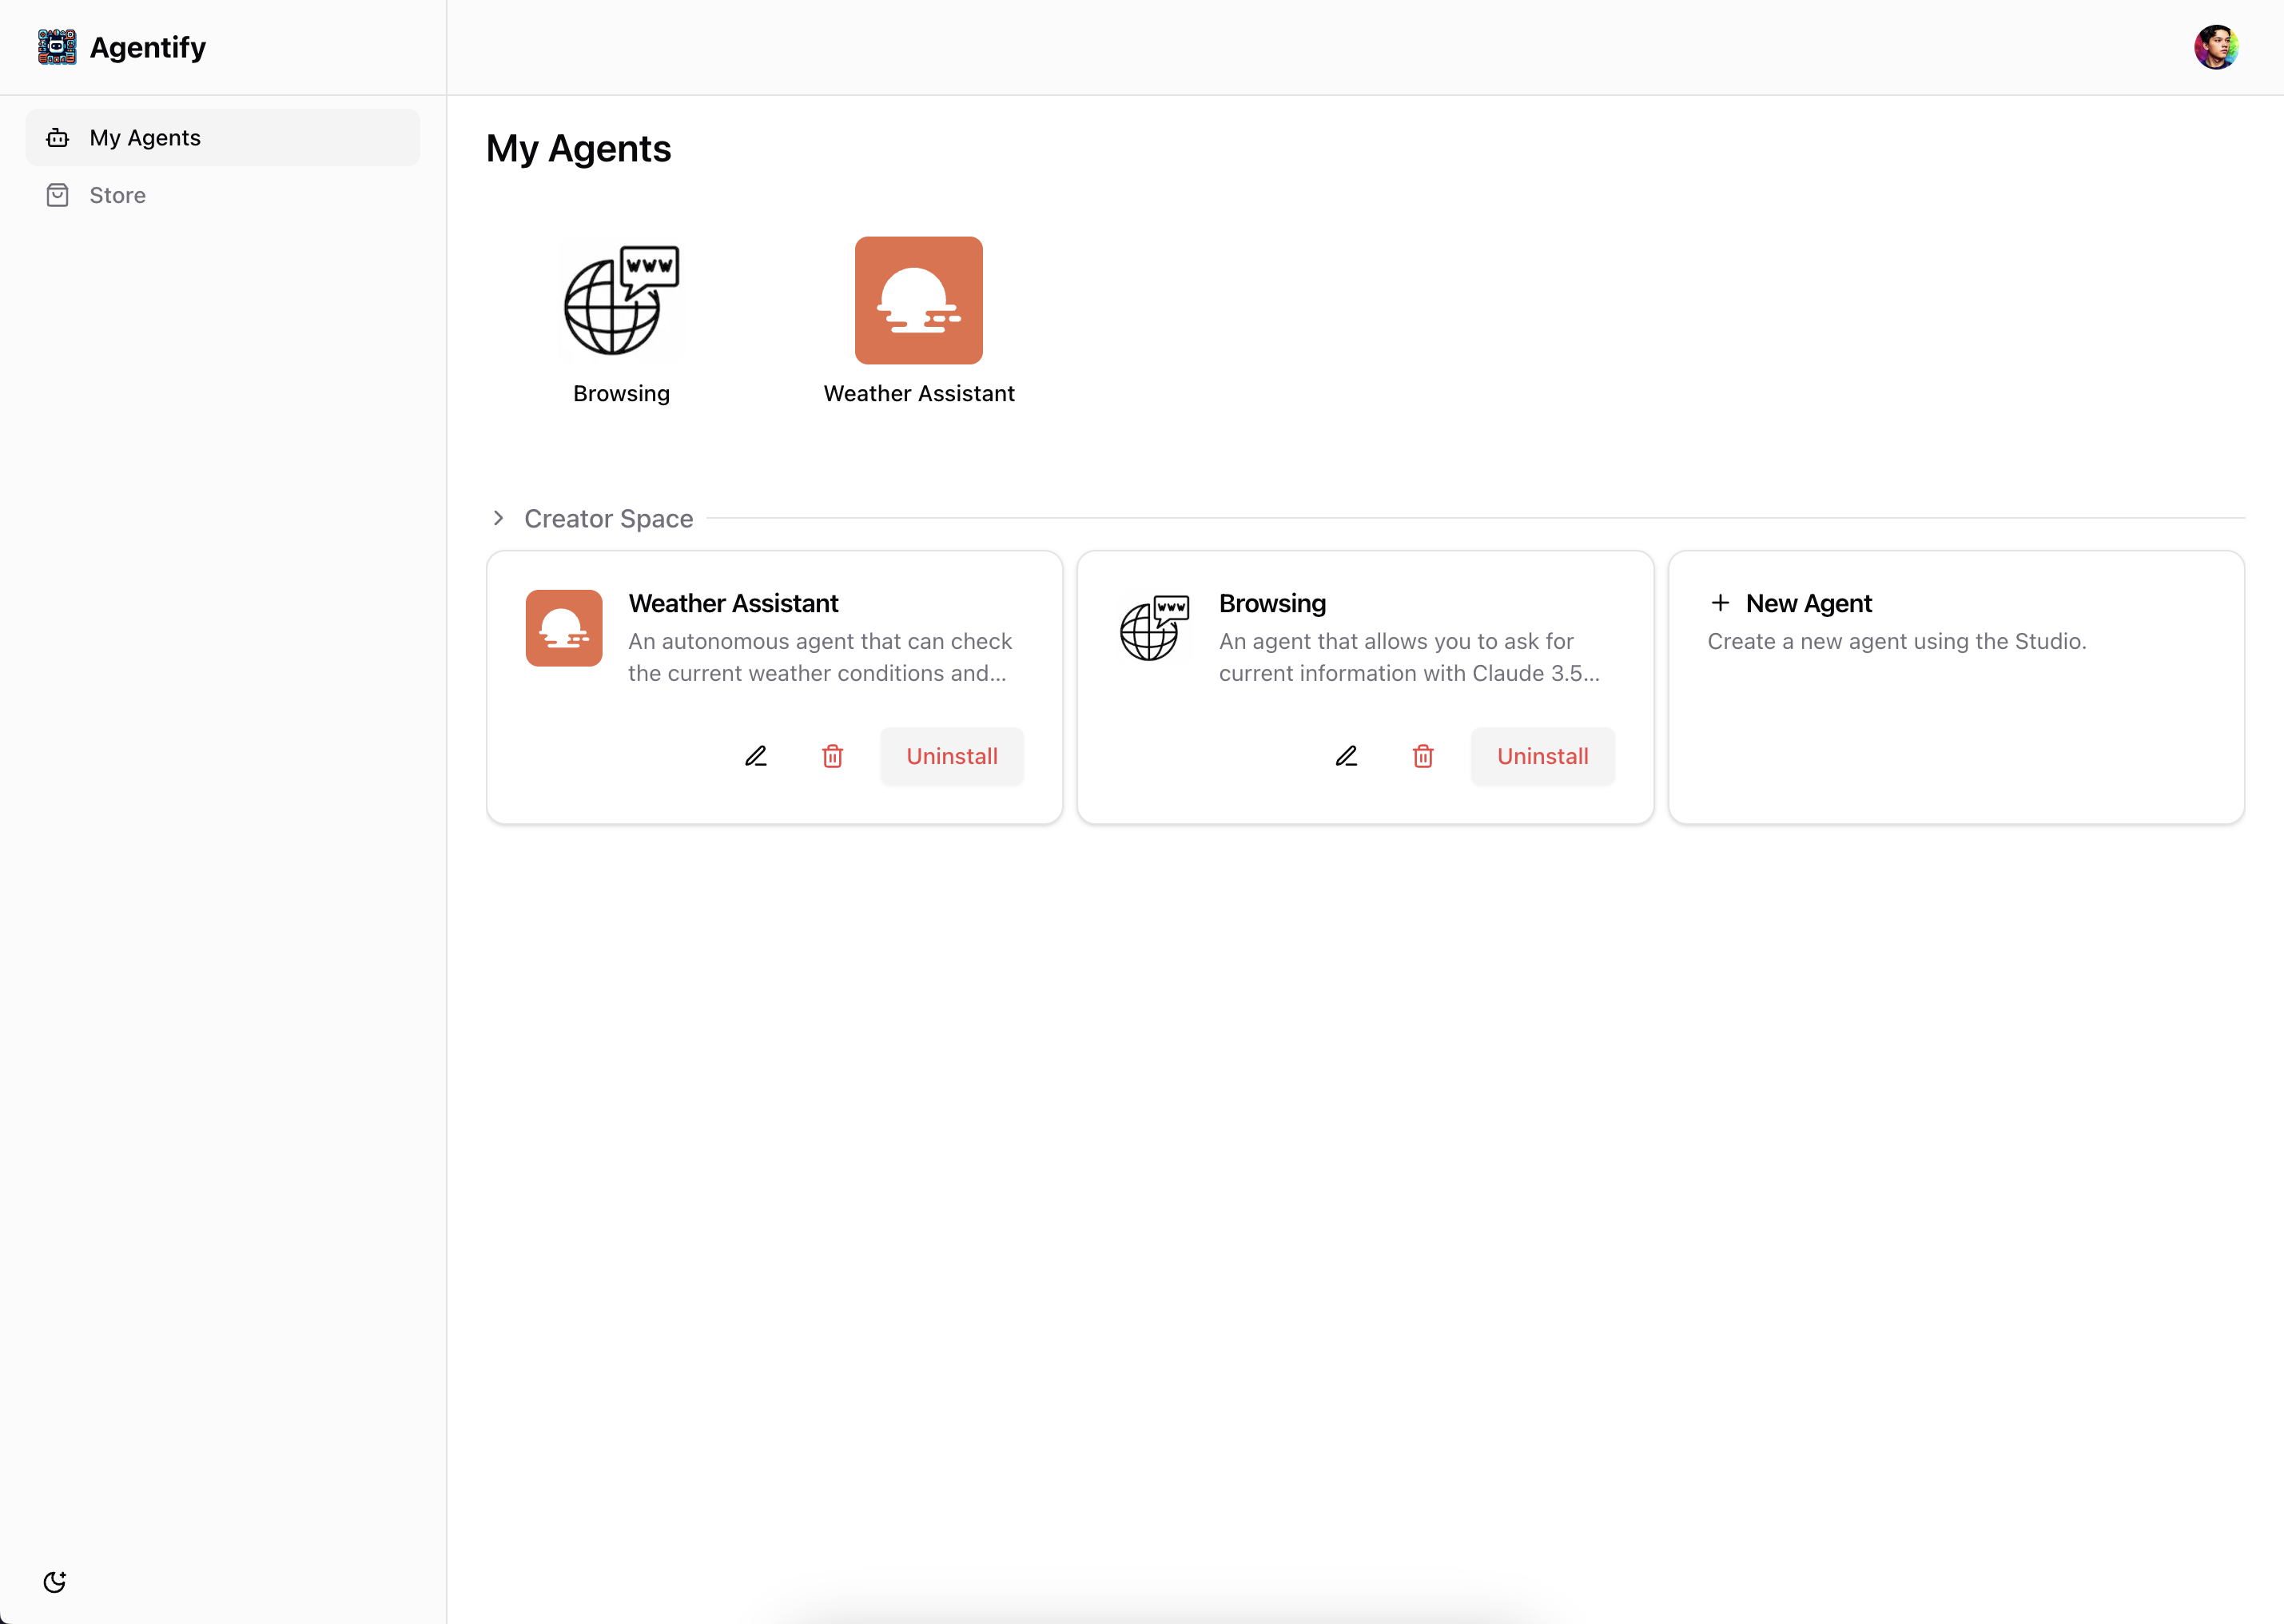 Agentify
My Agents
Store
My Agents
www
Browsing
Weather Assistant
Creator Space
Weather Assistant
An autonomous agent that can check
the current weather conditions and...
Uninstall
www
Browsing
An agent that allows you to ask for
current information with Claude 3.5...
Uninstall
New Agent
Create a new agent using the Studio.